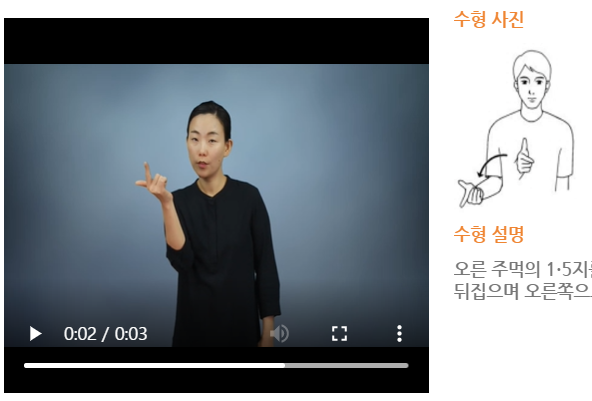 수형 사진
0:02 / 0:03
수형 설명
오른 주먹의 1·5지를
뒤집으며 오른쪽으